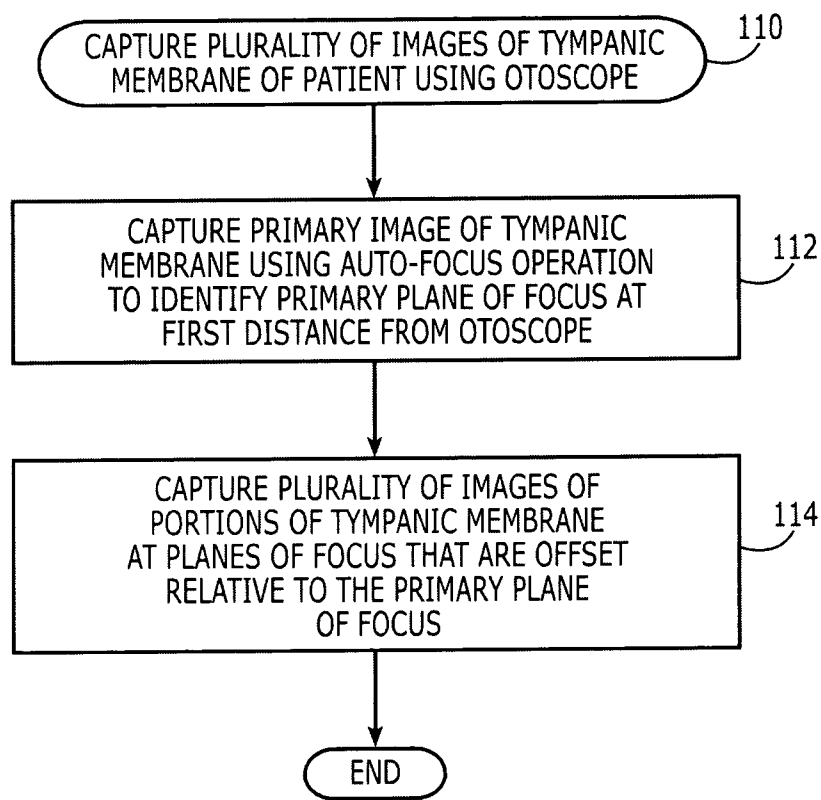 CAPTURE PLURALITY OF IMAGES OF TYMPANIC
MEMBRANE OF PATIENT USING OTOSCOPE
110
CAPTURE PRIMARY IMAGE OF TYMPANIC
MEMBRANE USING AUTO-FOCUS OPERATION
TO IDENTIFY PRIMARY PLANE OF FOCUS AT
FIRST DISTANCE FROM OTOSCOPE
112
CAPTURE PLURALITY OF IMAGES OF
PORTIONS OF TYMPANIC MEMBRANE
AT PLANES OF FOCUS THAT ARE OFFSET
RELATIVE TO THE PRIMARY PLANE
OF FOCUS
114
END